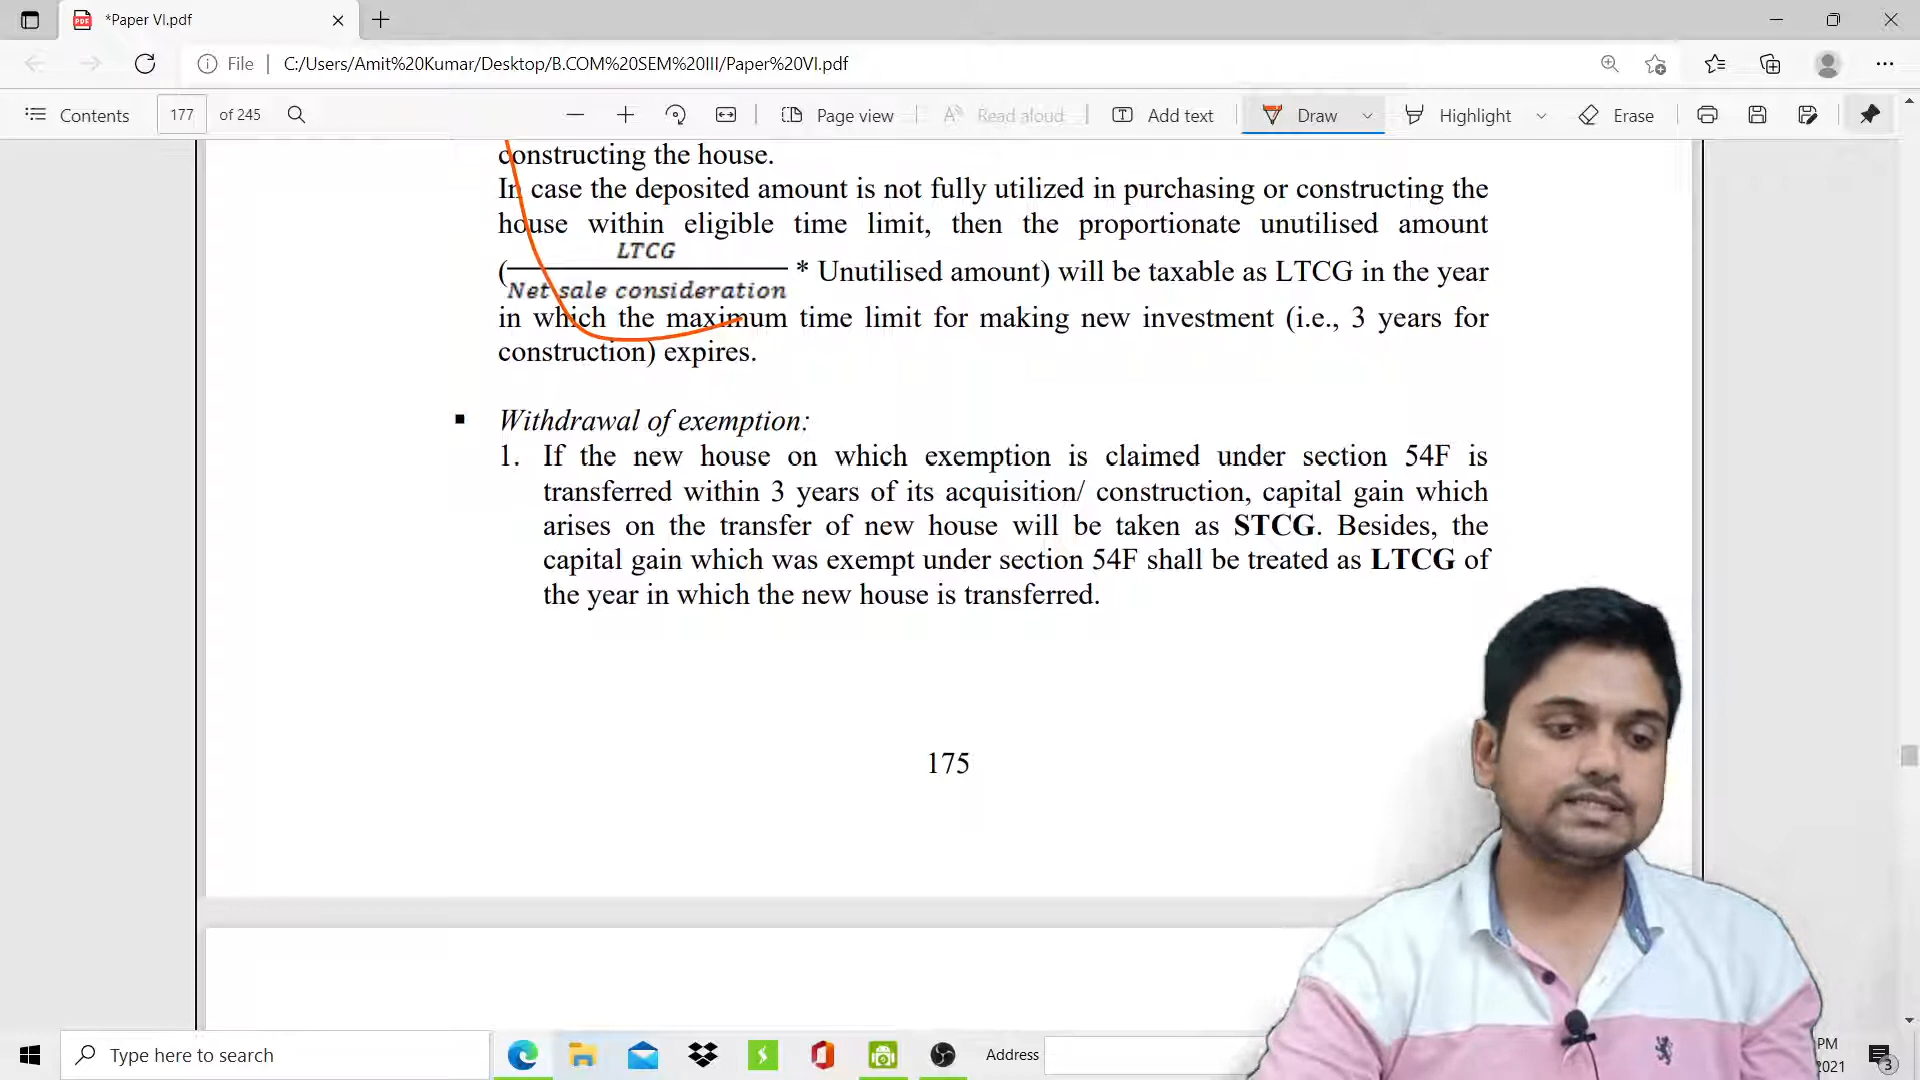 *Paper VI.pdf
File
C:/Users/Amit%20Kumar/Desktop/B.COM%20SEM%20III/Paper%20VI.pdf
Contents
177 of 245
Page view
Read aloud
Add text
Draw
Highlight
Erase
constructing the house.
In case the deposited amount is not fully utilized in purchasing or constructing the
house within eligible time limit, then the proportionate unutilised amount
LTCG
( * Unutilised amount) will be taxable as LTCG in the year
Net sale consideration
in which the maximum time limit for making new investment (i.e., 3 years for
construction) expires.
▪ Withdrawal of exemption:
1. If the new house on which exemption is claimed under section 54F is
transferred within 3 years of its acquisition/ construction, capital gain which
arises on the transfer of new house will be taken as STCG. Besides, the
capital gain which was exempt under section 54F shall be treated as LTCG of
the year in which the new house is transferred.
175
Type here to search
Address
PM
2021
3